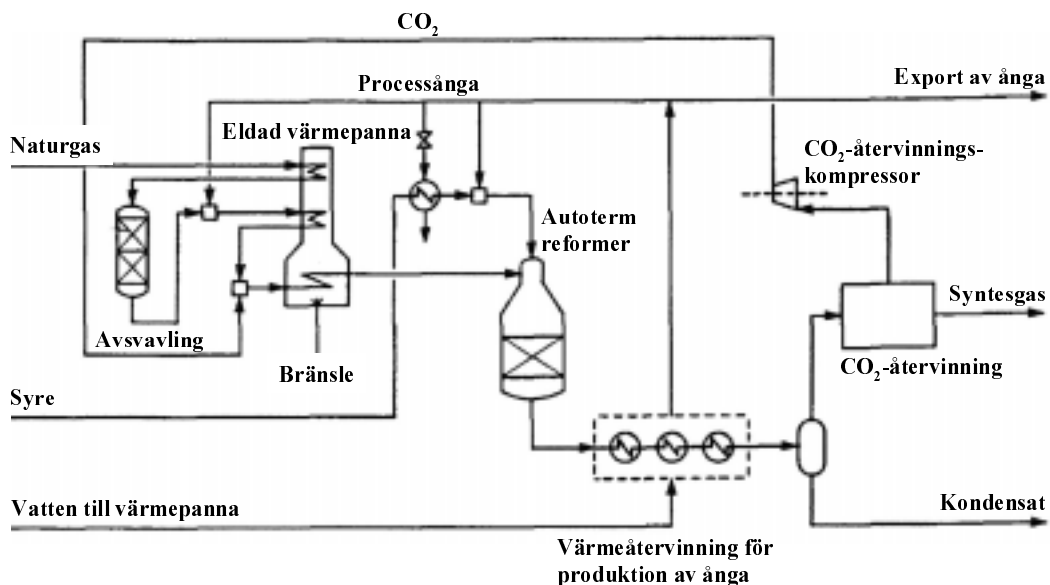 CO₂
Processånga
Export av ånga
Eldad värmepanna
Naturgas
CO₂-återvinnings-
kompressor
Autoterm
reformer
Avsvavling
Syntesgas
Bränsle
CO₂-återvinning
Syre
Vatten till värmepanna
Kondensat
Värmeåtervinning för
produktion av ånga